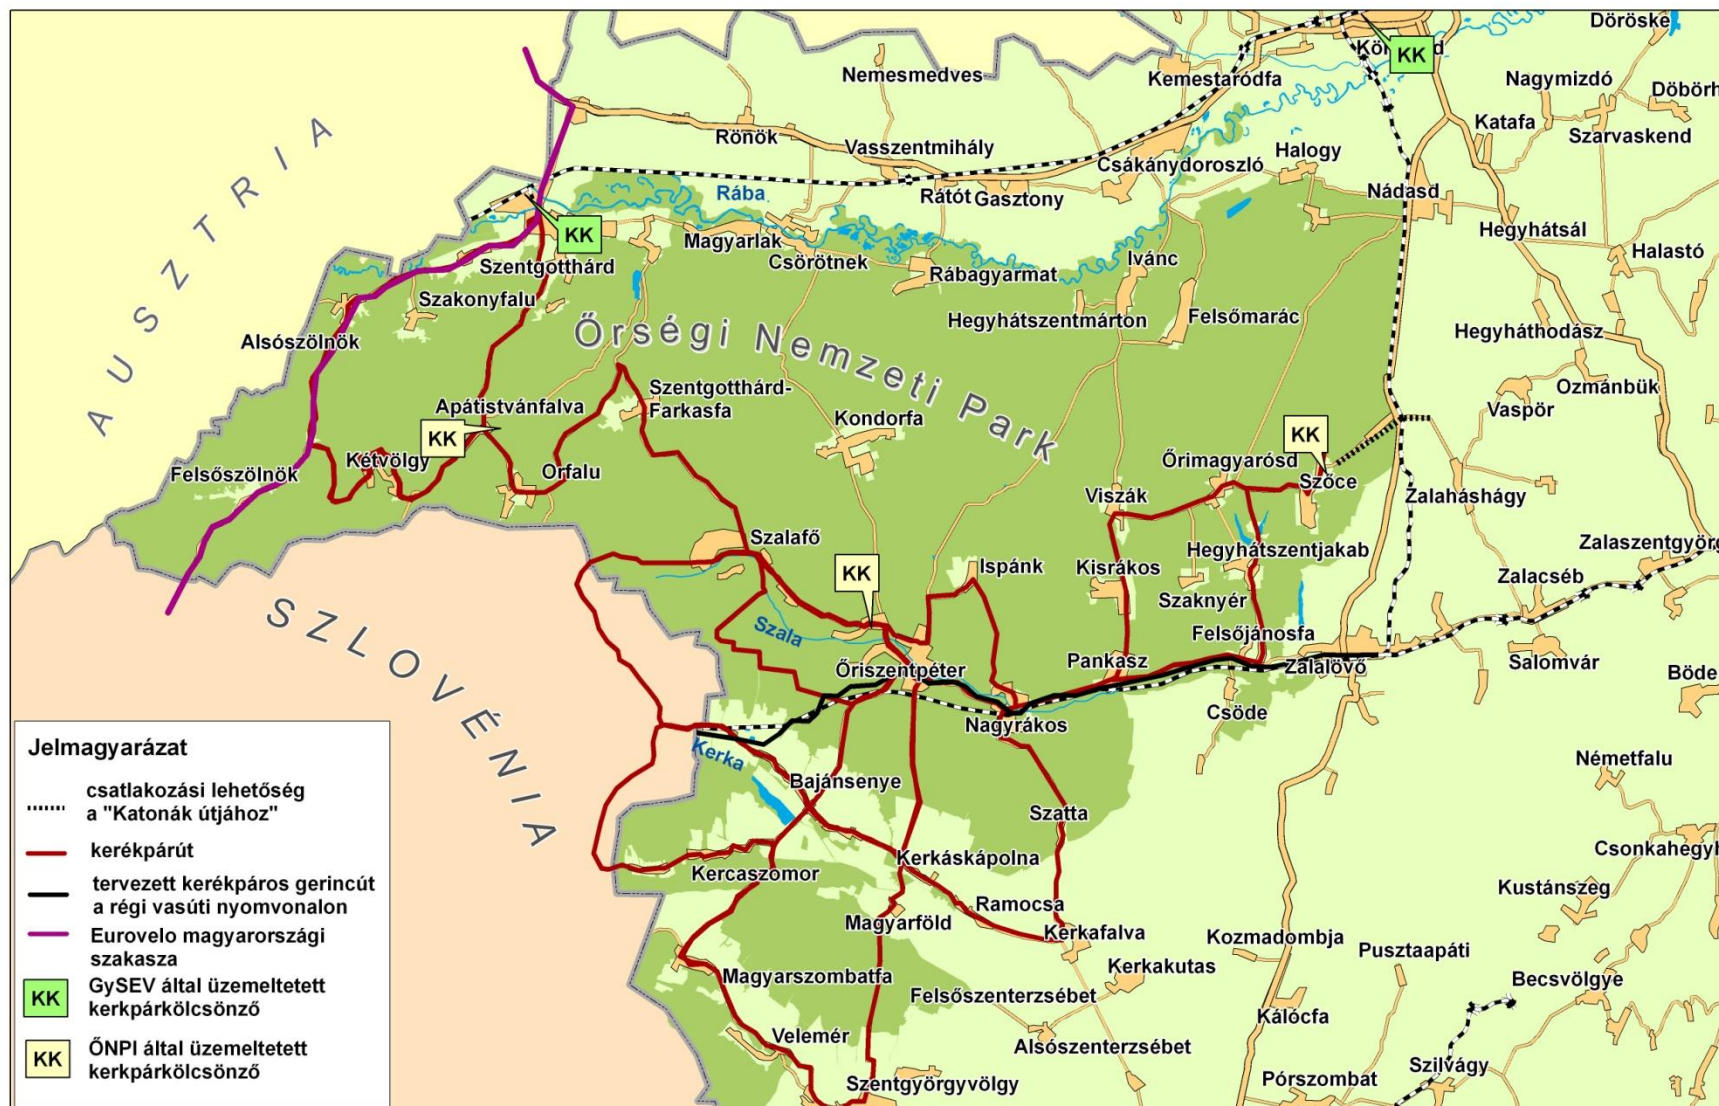 Döröske
Kör d
KK
Nemesmedves
Kemestaródfa
Nagymizdó
Döbörh
Katafa
Szarvaskend
Rönök
Vasszentmihály
Csákánydoroszló
Halogy
AUSZTRIA
Rába
Rátót
Gasztony
Nádasd
Hegyhátsál
KK
Magyarlak
Csörötnek
Halastó
Szentgotthárd
Rábagyarmat
Ivánc
Szakonyfalu
Hegyhátszentmárton
Felsőmarác
Alsószölnök
Őrségi Nemzeti Park
Hegyháthodász
Ozmánbük
Szentgotthárd-
Farkasfa
Apátistvánfalva
Kondorfa
Vaspör
KK
KK
Felsőszölnök
Kétvölgy
Orfalu
Őrimagyarósd
Szőce
Viszák
Zalaháshágy
Szalafő
Ispánk
KK
Kisrákos
Hegyhátszentjakab
Zalaszentgyörg
Zalacséb
Szaknyér
SZLOVÉNIA
Szala
Felsőjánosfa
Őriszentpéter
Pankasz
Zalalövő
Salomvár
Böde
Nagyrákos
Csöde
Kerka
Németfalu
Bajánsenye
Szatta
Kerkáskápolna
Csonkahegyh
Kercaszomor
Kustánszeg
Ramocsa
Magyarföld
Kerkafalva
Kozmadombja
Pusztaapáti
Magyarszombatfa
Kerkakutas
Becsvölgye
Felsőszenterzsébet
Kálócfa
Velemér
Alsószenterzsébet
Szilvágy
Szentgyörgyvölgy
Pórszombat
Jelmagyarázat
csatlakozási lehetőség
a "Katonák útjához"
kerékpárút
tervezett kerékpáros gerincút
a régi vasúti nyomvonalon
Eurovelo magyarországi
szakasza
KK
GySEV által üzemeltetett
kerkpárkölcsönző
KK
ŐNPI által üzemeltetett
kerkpárkölcsönző